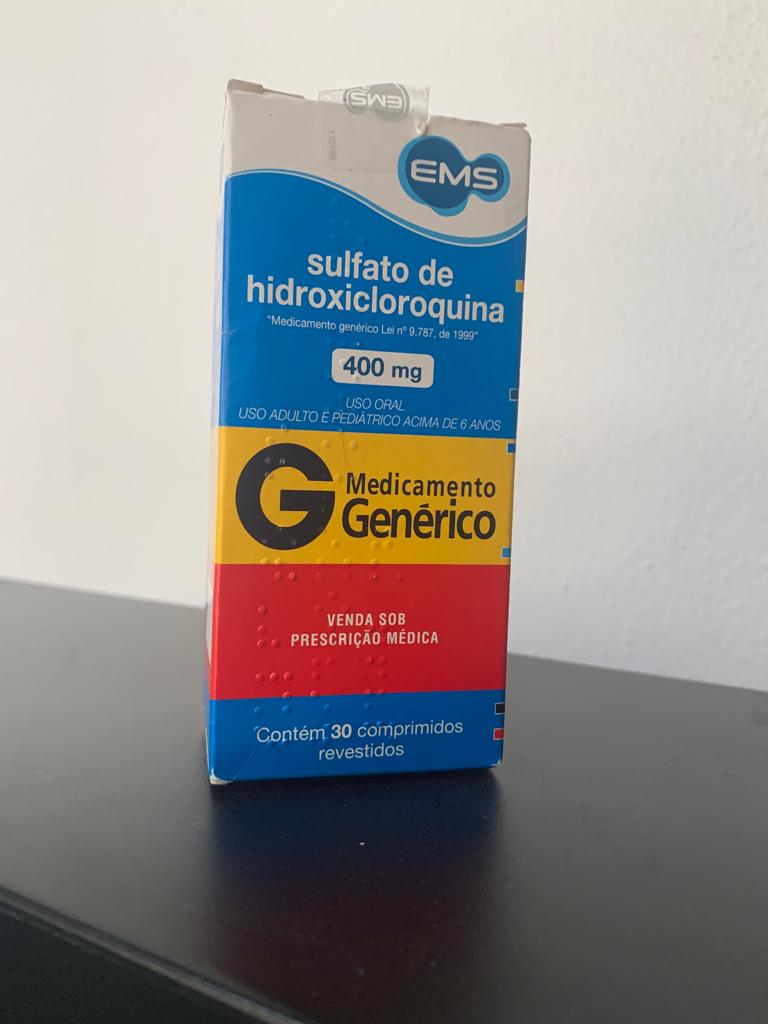 EMS
110195
EMS
sulfato de
hidroxicloroquina
"Medicamento genérico Lei nº 9.787, de 1999"
400 mg
USO ORAL
USO ADULTO E PEDIÁTRICO ACIMA DE 6 ANOS
G Medicamento
Genérico
VENDA SOB
PRESCRIÇÃO MÉDICA
Contém 30 comprimidos
revestidos